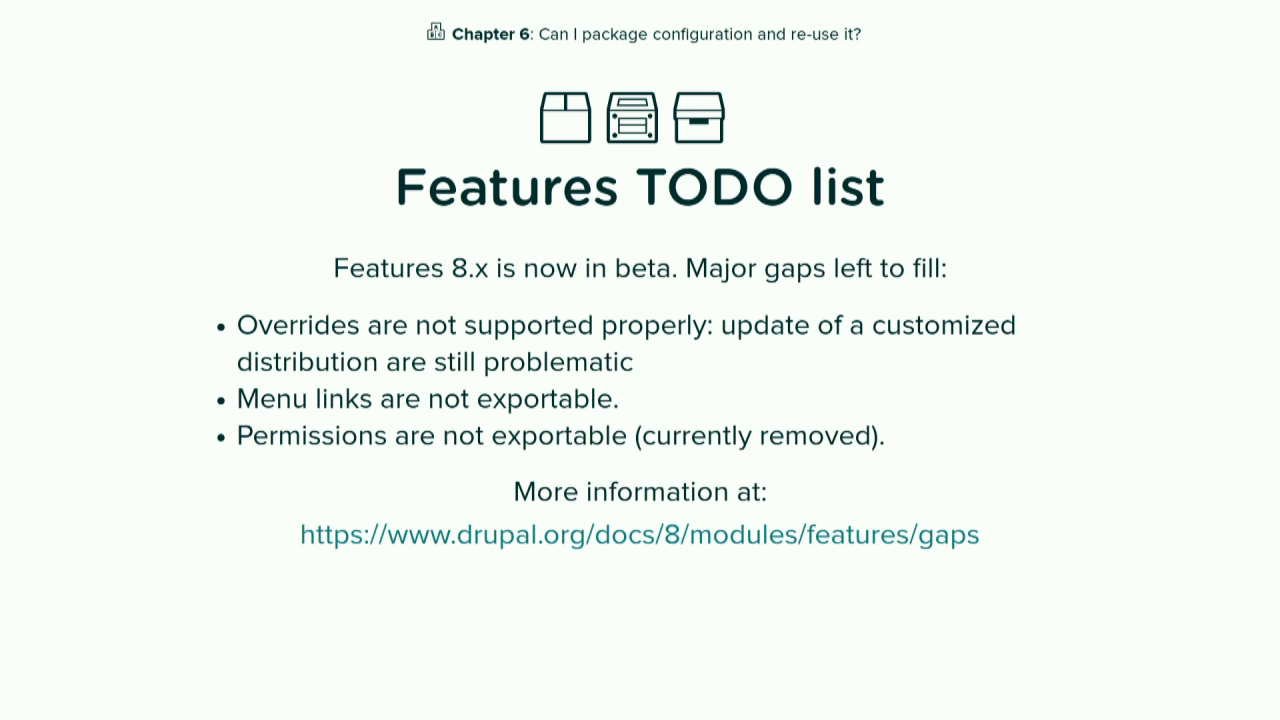 Chapter 6: Can I package configuration and re-use it?
Features TODO list
Features 8.x is now in beta. Major gaps left to fill:
• Overrides are not supported properly: update of a customized
distribution are still problematic
• Menu links are not exportable.
• Permissions are not exportable (currently removed).
More information at:
https://www.drupal.org/docs/8/modules/features/gaps